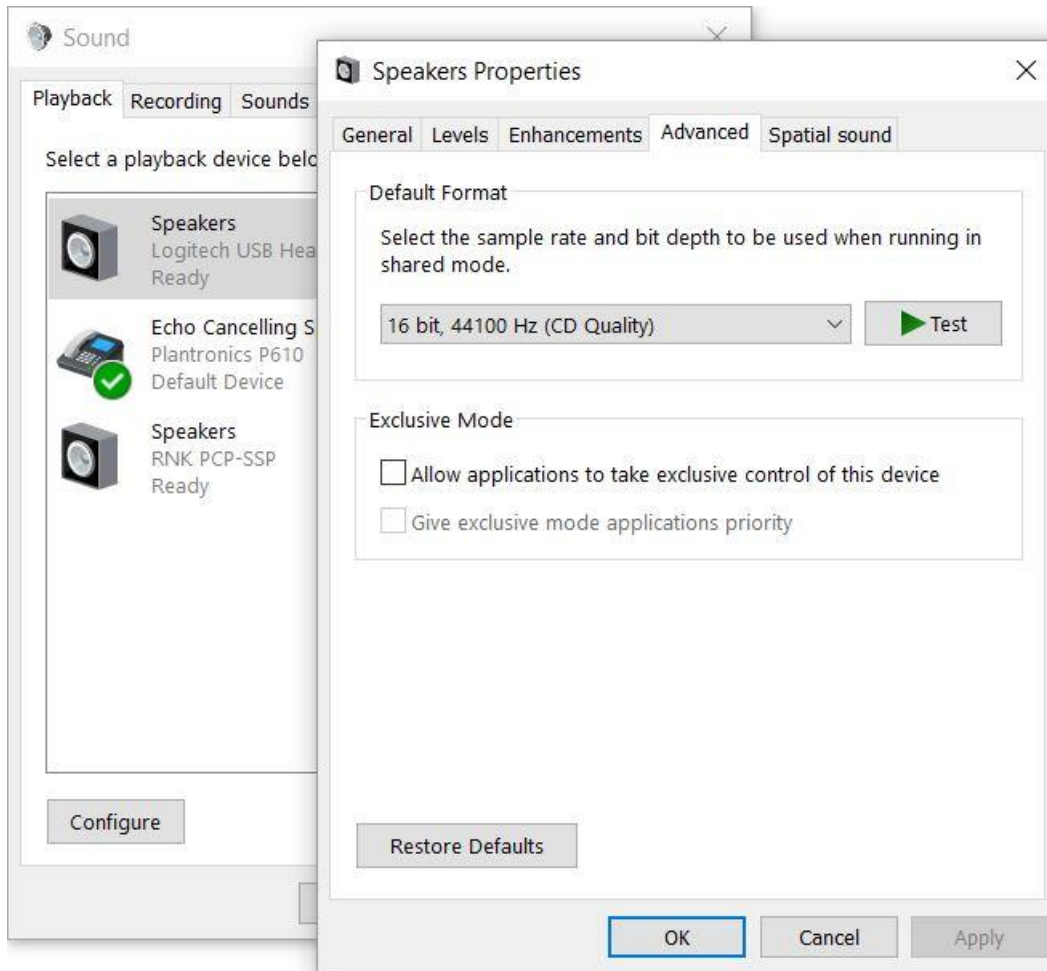 Sound
Playback Recording Sounds
Select a playback device belo
Speakers
Logitech USB Hea
Ready
Echo Cancelling S
Plantronics P610
Default Device
Speakers
RNK PCP-SSP
Ready
Configure
Speakers Properties
General Levels Enhancements Advanced Spatial sound
Default Format
Select the sample rate and bit depth to be used when running in
shared mode.
16 bit, 44100 Hz (CD Quality)
Test
Exclusive Mode
Allow applications to take exclusive control of this device
Give exclusive mode applications priority
Restore Defaults
OK Cancel Apply